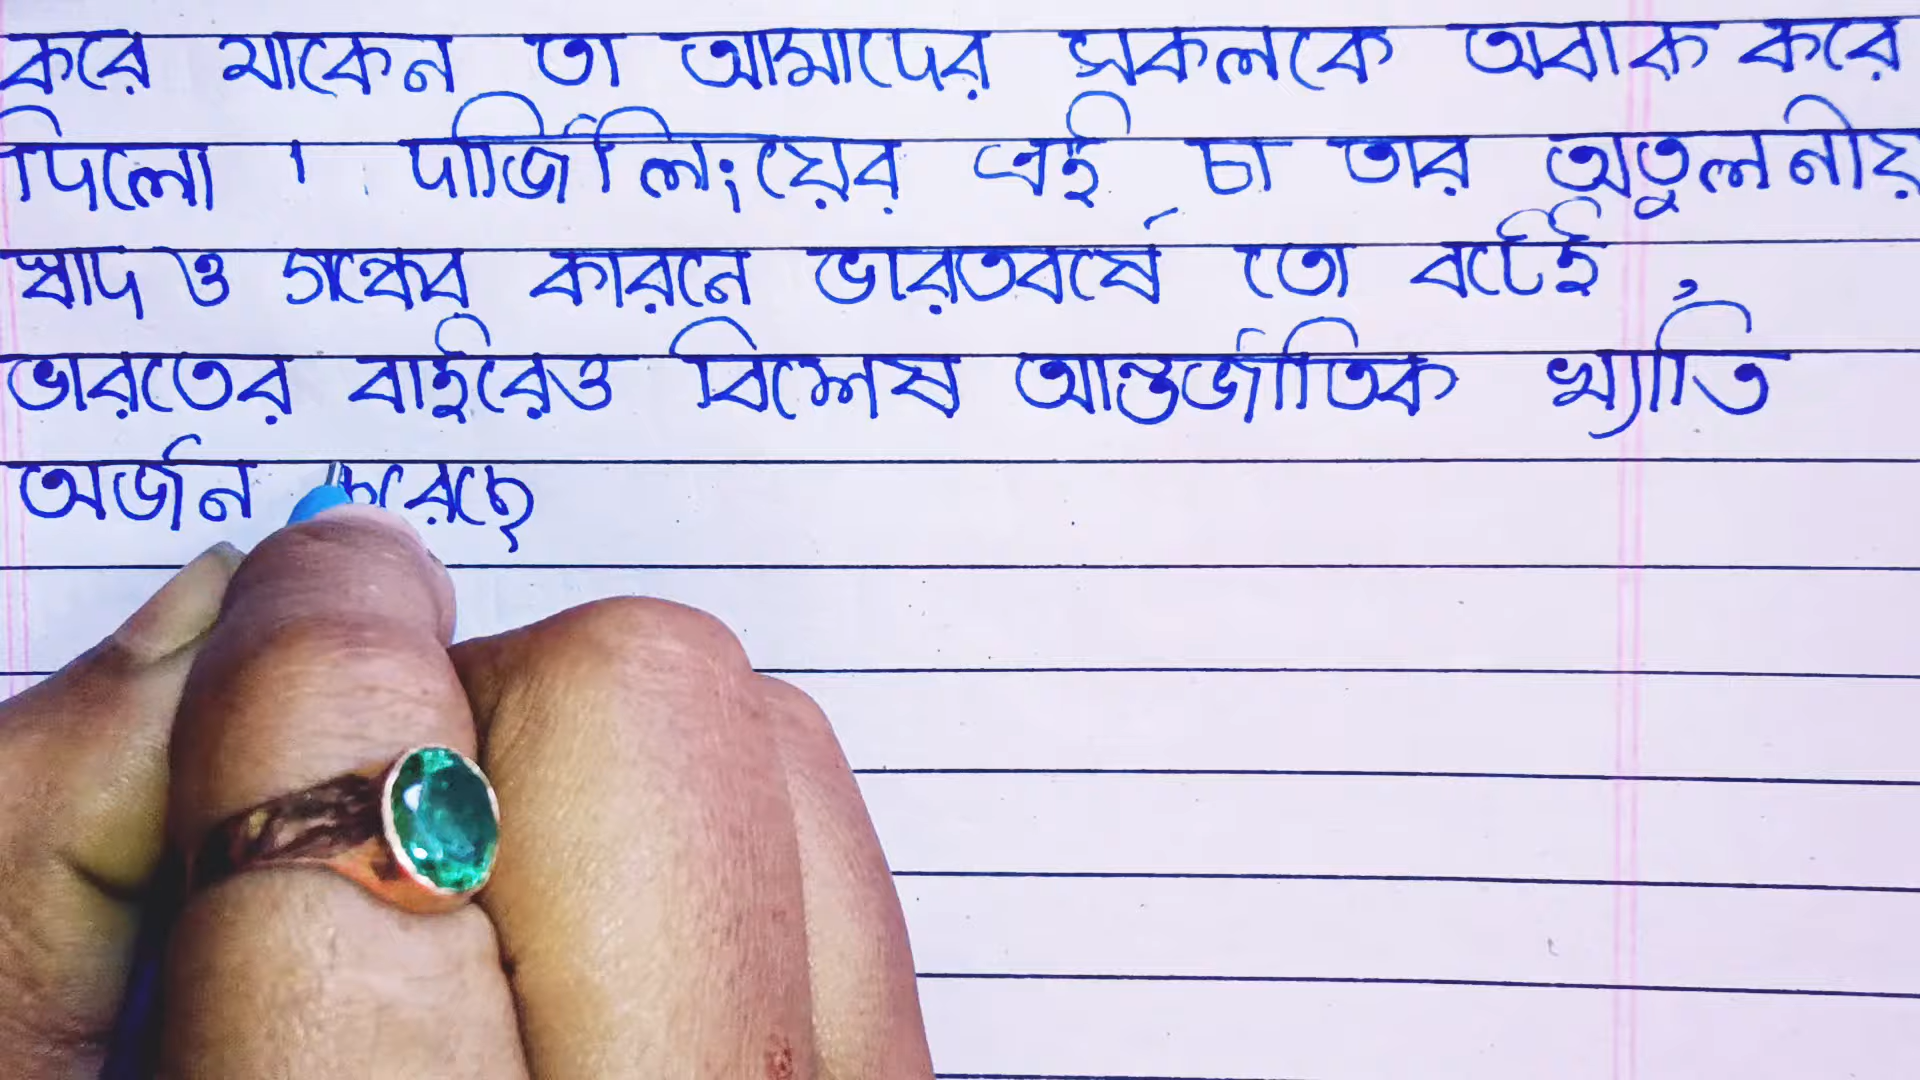 করে থাকেন তা আমাদের সকলকে অবাক করে
দিলো । দার্জিলিংয়ের এই চা তার অতুলনীয়
স্বাদ ও গন্ধের কারনে ভারতবর্ষে তো বটেই ,
ভারতের বাইরেও বিশেষ আন্তর্জাতিক খ্যাতি
অর্জন করেছে